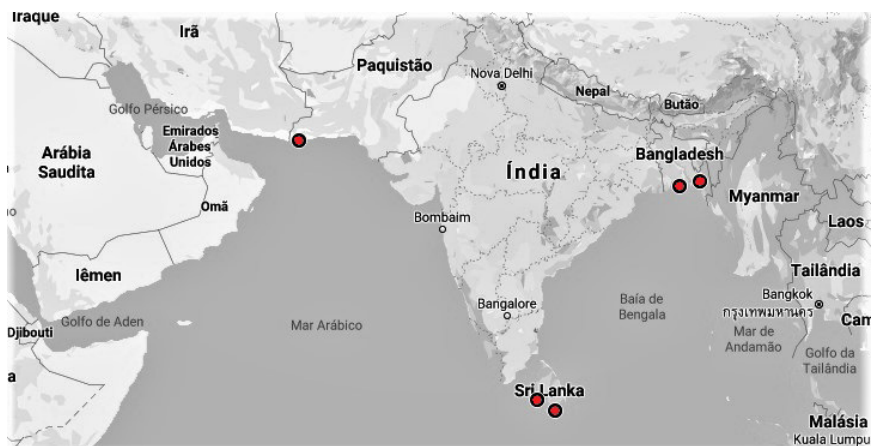 Iraque
Irã
Paquistão
Nova Delhi
Nepal
Butão
Golfo Pérsico
Emirados
Árabes
Unidos
Arábia
Saudita
Índia
Bangladesh
Myanmar
Omã
Bombaim
Laos
Iêmen
Tailândia
Bangkok
กรุงเทพมหานคร
Golfo de Aden
Djibouti
Mar Arábico
Bangalore
Baía de
Bengala
Mar de
Andamão
Cam
Golfo da
Tailândia
a
Sri Lanka
Malásia
Kuala Lumpu